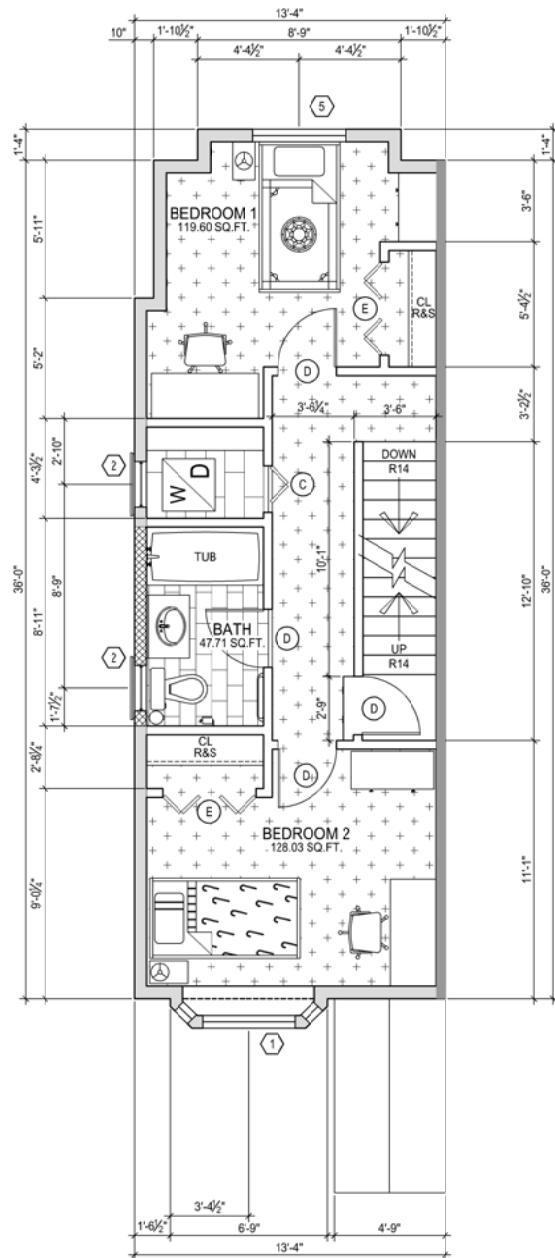 13'-4"
10" 1'-10½" 8'-9" 1'-10½"
4'-4½" 4'-4½"
5
1'-4" 1'-4"
BEDROOM 1
119.60 SQ.FT.
3'-6"
5'-11"
CL
R&S
E
5'-4½"
D
5'-2"
3'-6¼" 3'-6"
3'-2½"
2'-10"
4'-3½"
2
DOWN
R14
W D
C
TUB
10'-1"
36'-0" 36'-0"
8'-9"
8'-11"
12'-10"
BATH
47.71 SQ.FT.
D
UP
R14
2
1'-7½"
2'-9"
D
CL
R&S
2'-8¼"
D
E
BEDROOM 2
128.03 SQ.FT.
9'-0¼"
11'-1"
1
3'-4½"
1'-6½" 6'-9" 4'-9"
13'-4"